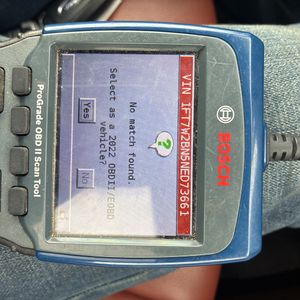 ProGrade OBD II Scan Tool
VIN 1FT7W2BN5NED73661
?
No match found.
Select as a 2022 OBDII/EOBD
vehicle?
Yes
No
BOSCH